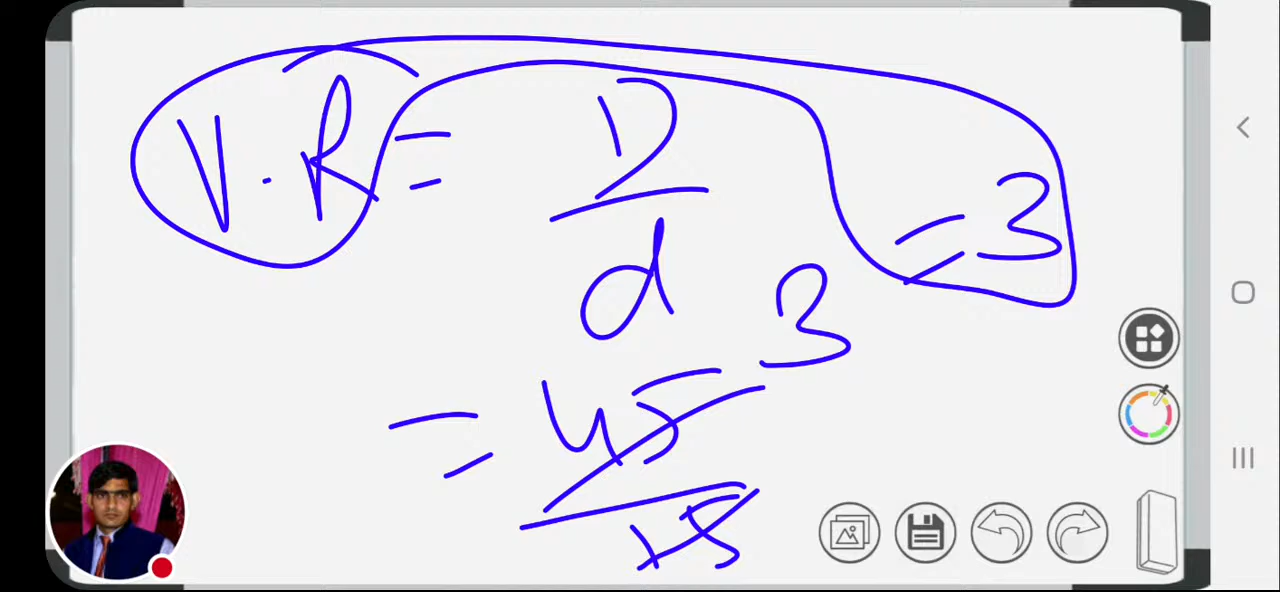 V.R = D/d = 3
= 45/15 3